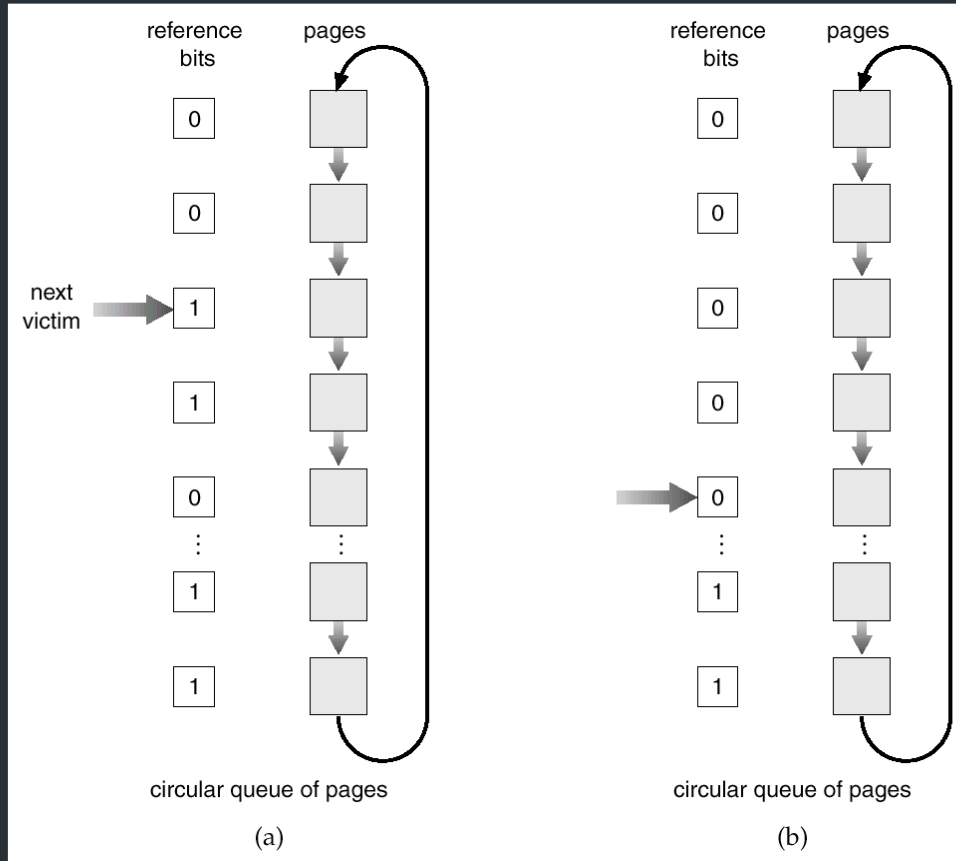 reference bits
pages
0
0
next victim
1
1
0
⋮ ⋮
1
1
circular queue of pages
(a)
reference bits
pages
0
0
0
0
0
⋮ ⋮
1
1
circular queue of pages
(b)